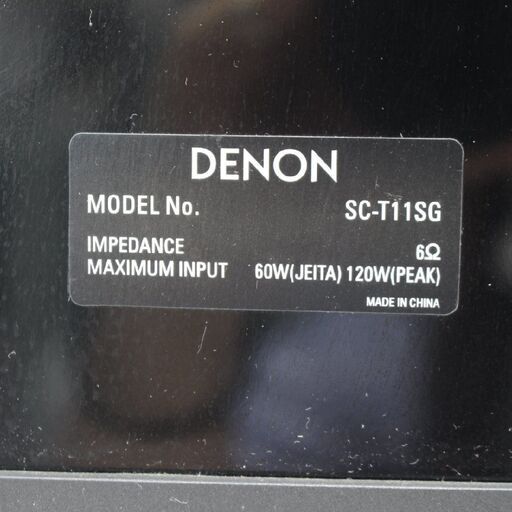 DENON
MODEL No. SC-T11SG
IMPEDANCE 6Ω
MAXIMUM INPUT 60W(JEITA) 120W(PEAK)
MADE IN CHINA